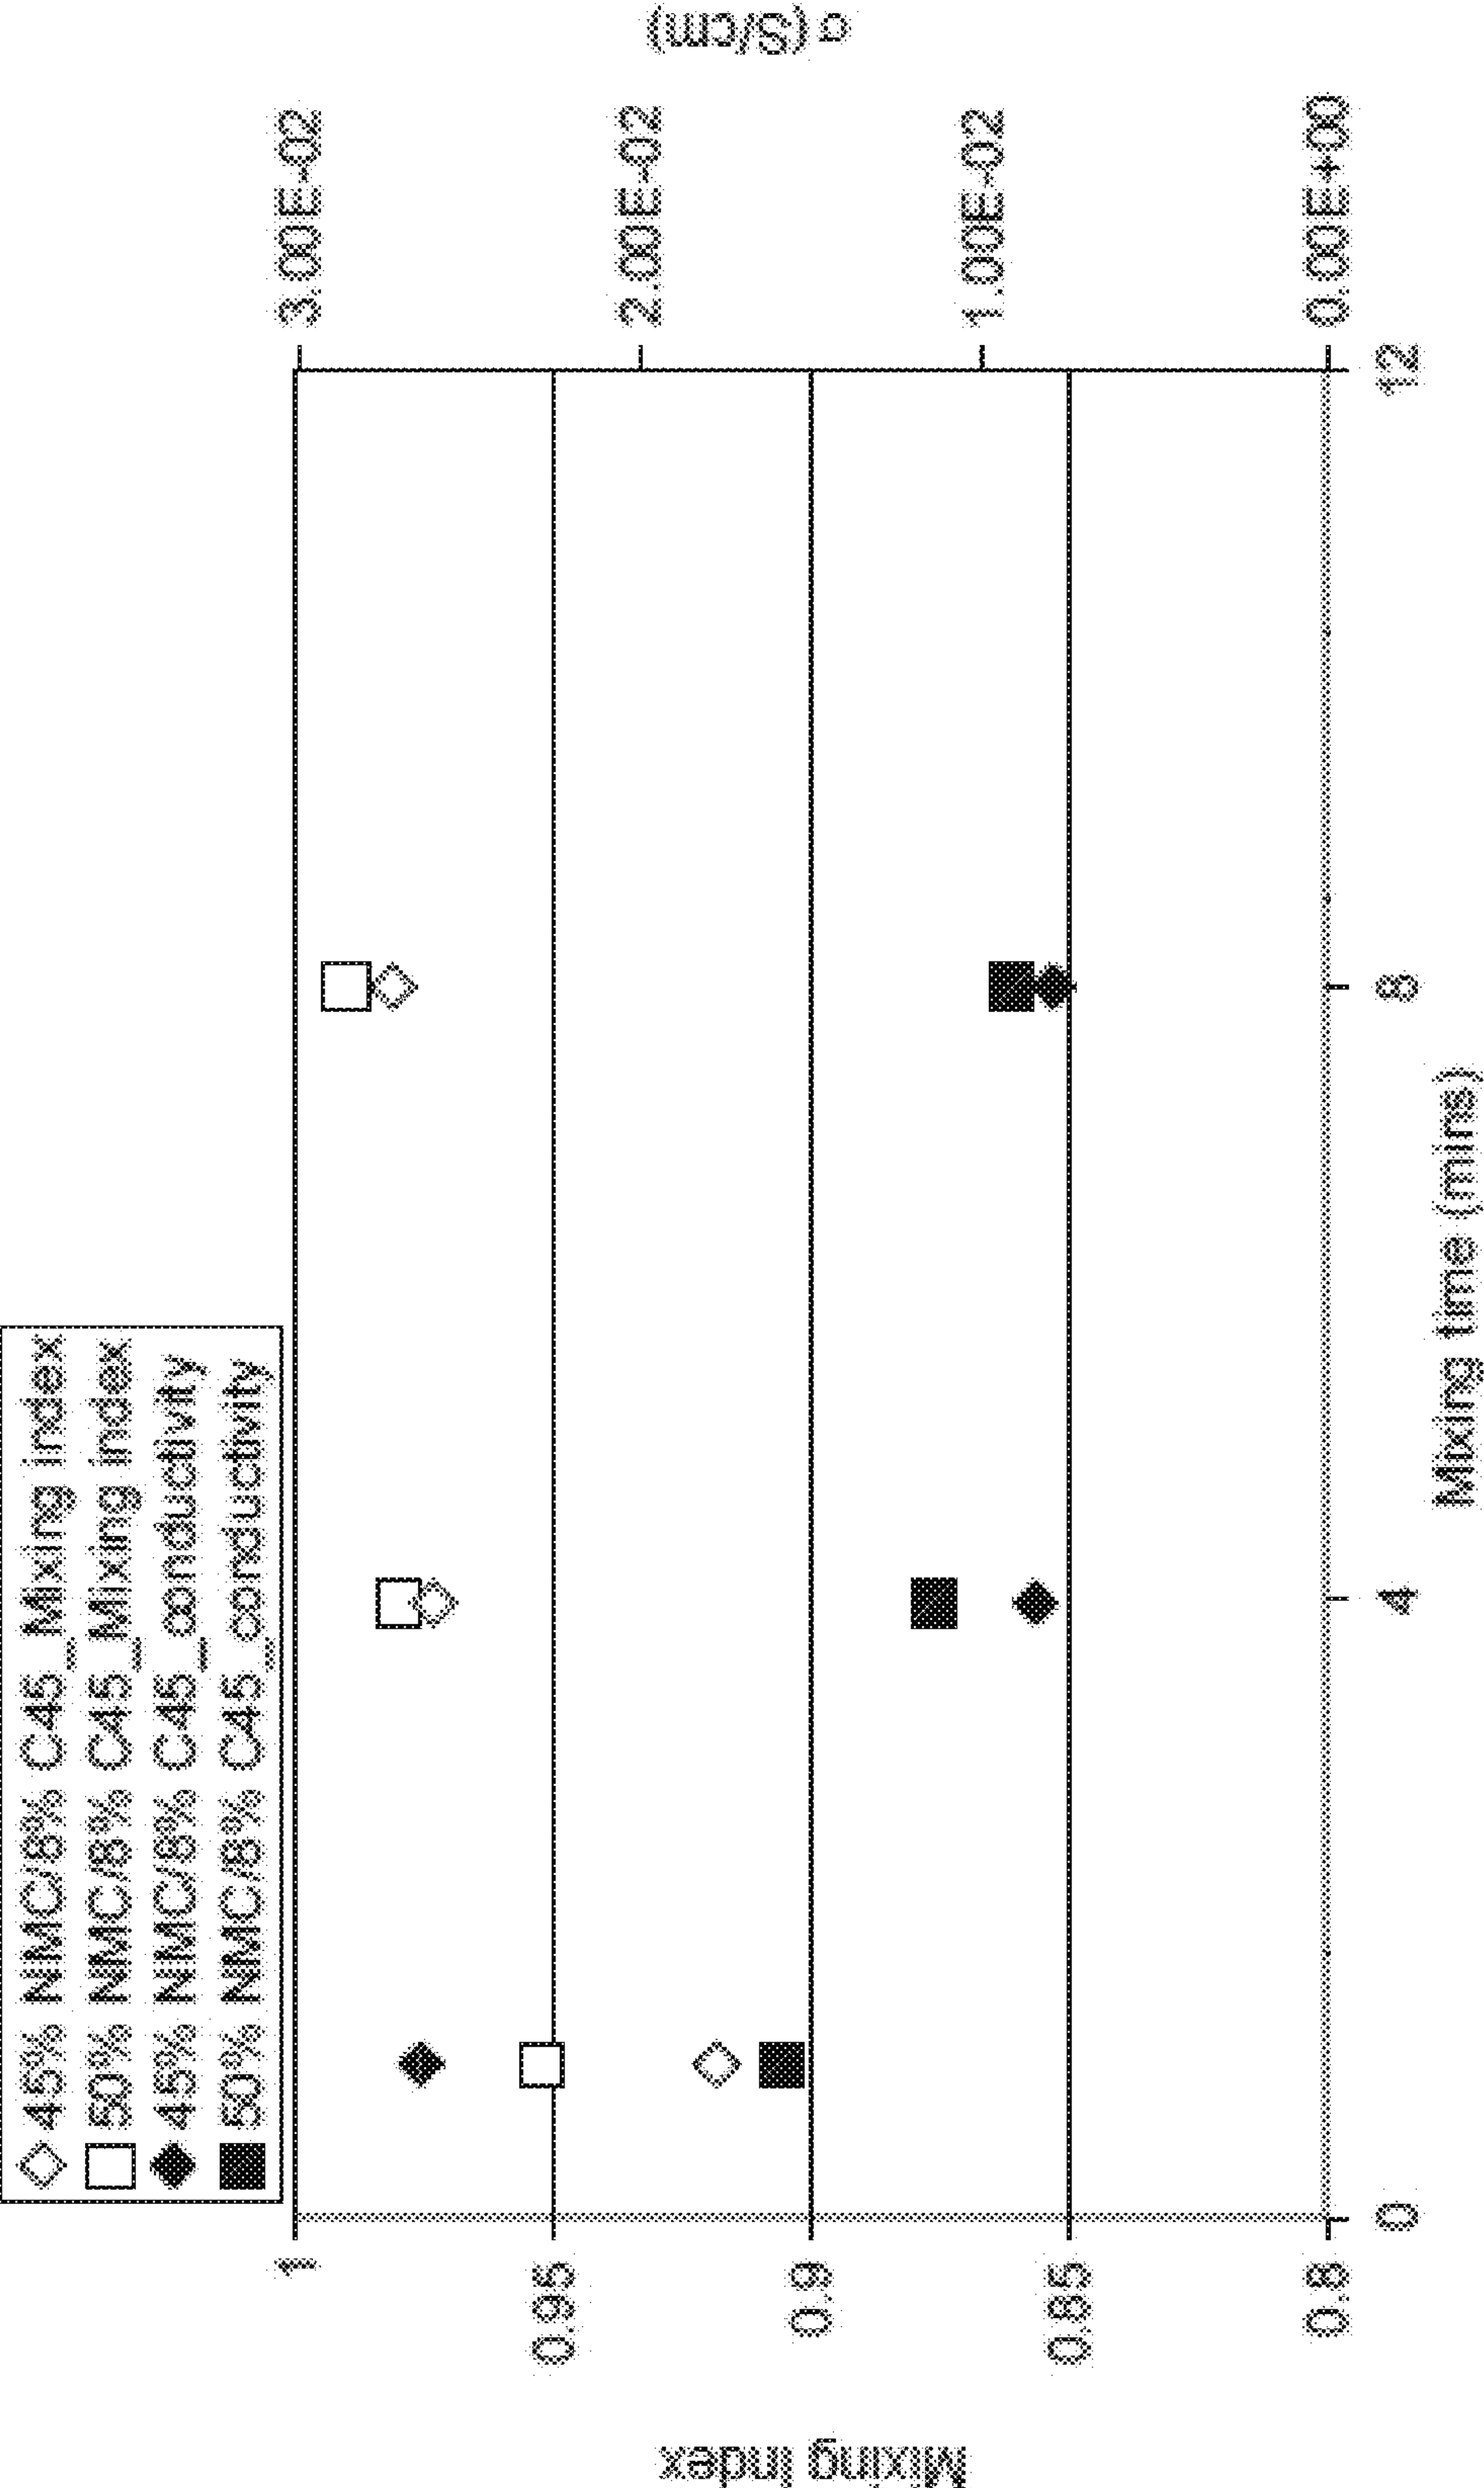 45% NMC/8% C45_Mixing index
50% NMC/8% C45_Mixing index
45% NMC/8% C45_conductivity
50% NMC/8% C45_conductivity
Mixing index
1
0.95
0.9
0.85
0.8
0
4
8
12
Mixing time (mins)
3.00E-02
2.00E-02
1.00E-02
0.00E+00
σ (S/cm)